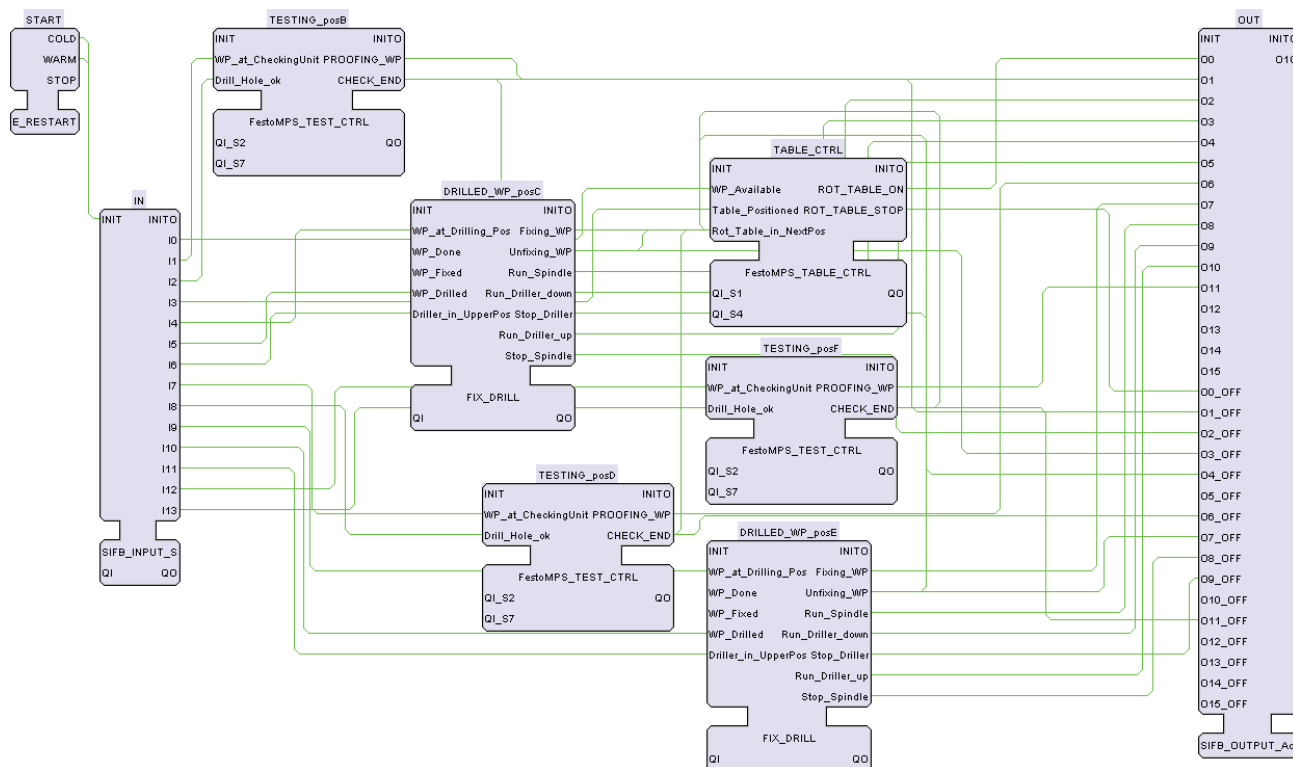 START
COLD
WARM
STOP
E_RESTART
TESTING_posB
INIT INITO
WP_at_CheckingUnit PROOFING_WP
Drill_Hole_ok CHECK_END
FestoMPS_TEST_CTRL
QI_S2 QO
QI_S7
IN
INIT INITO
I0
I1
I2
I3
I4
I5
I6
I7
I8
I9
I10
I11
I12
I13
SIFB_INPUT_S
QI QO
DRILLED_WP_posC
INIT INITO
WP_at_Drilling_Pos Fixing_WP
WP_Done Unfixing_WP
WP_Fixed Run_Spindle
WP_Drilled Run_Driller_down
Driller_in_UpperPos Stop_Driller
Run_Driller_up
Stop_Spindle
FIX_DRILL
QI QO
TABLE_CTRL
INIT INITO
WP_Available ROT_TABLE_ON
Table_Positioned ROT_TABLE_STOP
Rot_Table_in_NextPos
FestoMPS_TABLE_CTRL
QI_S1 QO
QI_S4
TESTING_posF
INIT INITO
WP_at_CheckingUnit PROOFING_WP
Drill_Hole_ok CHECK_END
FestoMPS_TEST_CTRL
QI_S2 QO
QI_S7
TESTING_posD
INIT INITO
WP_at_CheckingUnit PROOFING_WP
Drill_Hole_ok CHECK_END
FestoMPS_TEST_CTRL
QI_S2 QO
QI_S7
DRILLED_WP_posE
INIT INITO
WP_at_Drilling_Pos Fixing_WP
WP_Done Unfixing_WP
WP_Fixed Run_Spindle
WP_Drilled Run_Driller_down
Driller_in_UpperPos Stop_Driller
Run_Driller_up
Stop_Spindle
FIX_DRILL
QI QO
OUT
INIT INITO
O0 O10
O1
O2
O3
O4
O5
O6
O7
O8
O9
O10
O11
O12
O13
O14
O15
O0_OFF
O1_OFF
O2_OFF
O3_OFF
O4_OFF
O5_OFF
O6_OFF
O7_OFF
O8_OFF
O9_OFF
O10_OFF
O11_OFF
O12_OFF
O13_OFF
O14_OFF
O15_OFF
SIFB_OUTPUT_Ac